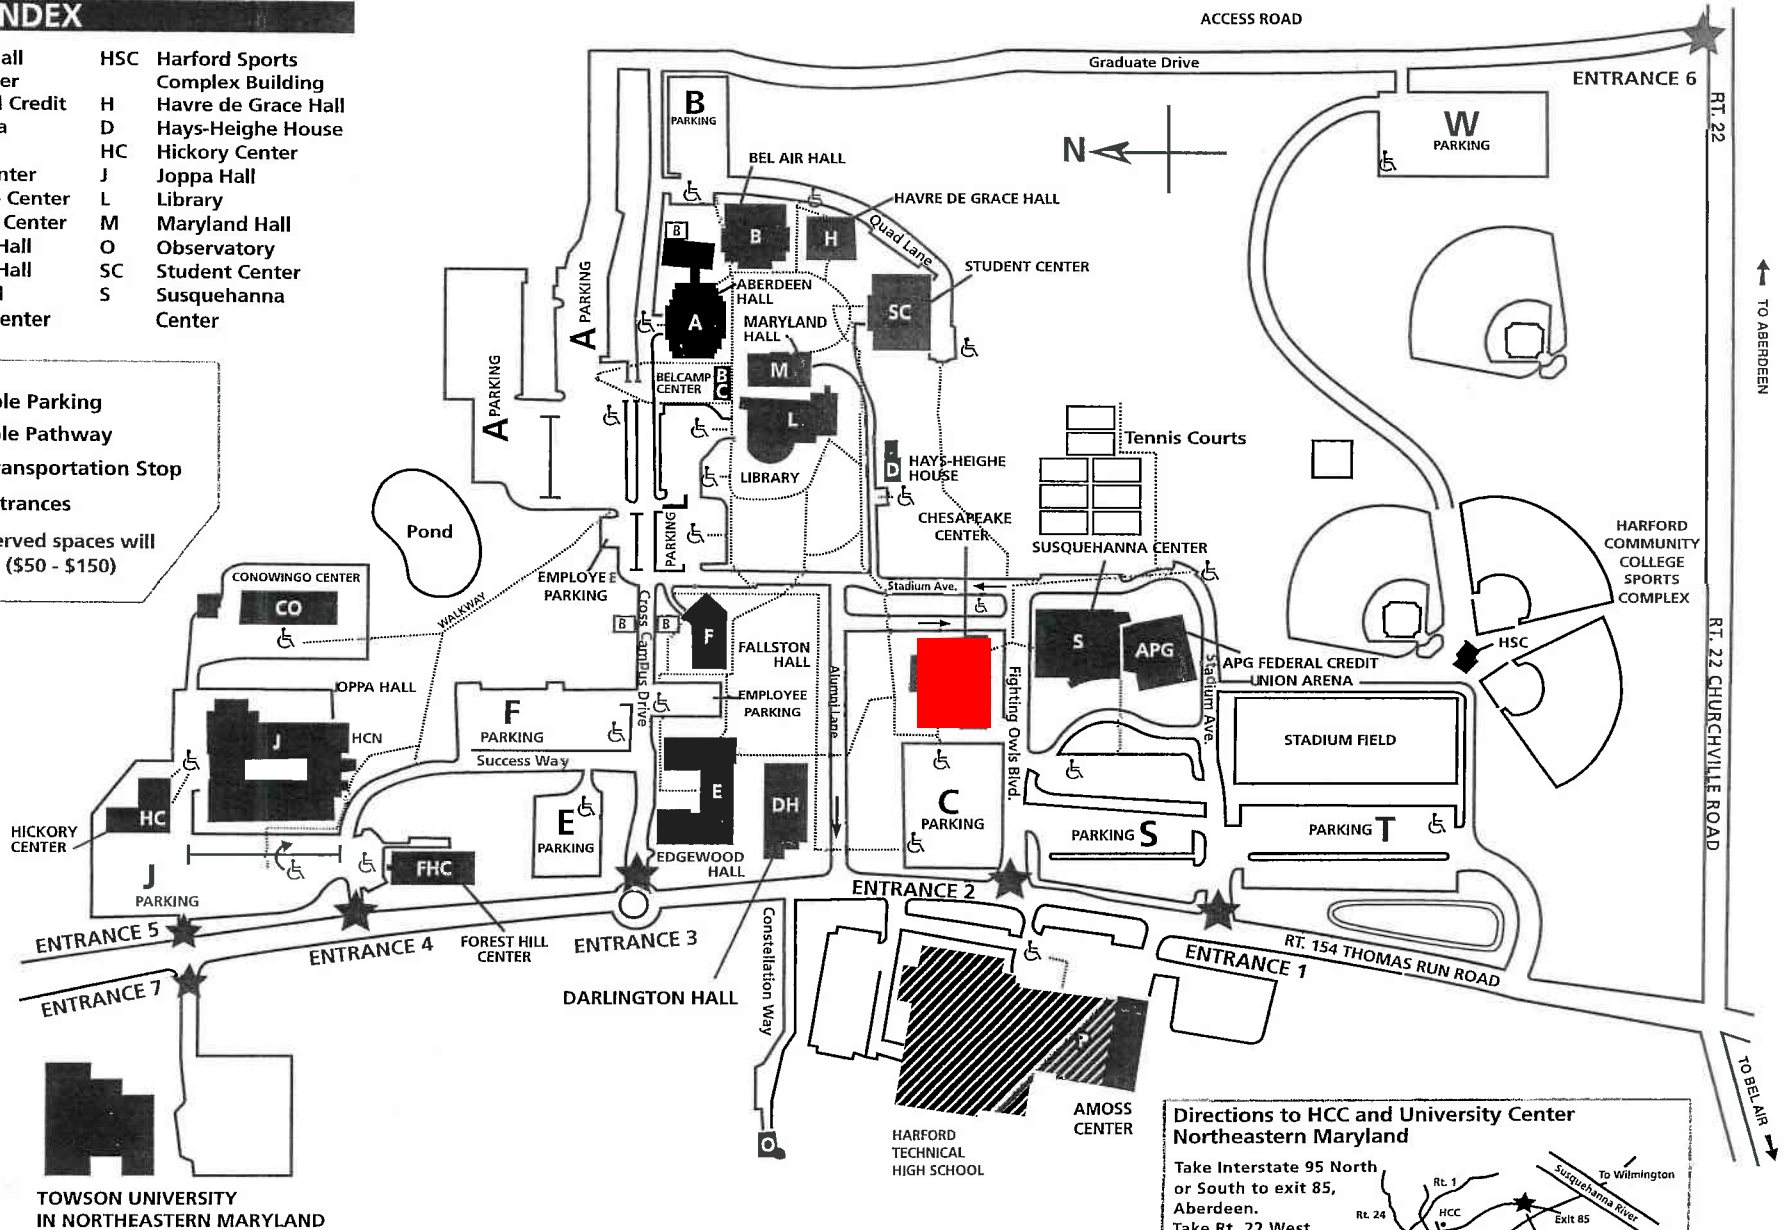 INDEX
all HSC Harford Sports
er Complex Building
l Credit H Havre de Grace Hall
a D Hays-Heighe House
HC Hickory Center
nter J Joppa Hall
Center L Library
Center M Maryland Hall
Hall O Observatory
Hall SC Student Center
l S Susquehanna
enter Center
ble Parking
ble Pathway
ransportation Stop
trances
erved spaces will
($50 - $150)
ACCESS ROAD
Graduate Drive
ENTRANCE 6
RT. 22
W
PARKING
N
B
PARKING
BEL AIR HALL
HAVRE DE GRACE HALL
Quad Lane
B
B
H
STUDENT CENTER
SC
A PARKING
ABERDEEN
HALL
A
MARYLAND
HALL
M
TO ABERDEEN
A PARKING
BELCAMP
CENTER
BC
L
LIBRARY
D
HAYS-HEIGHE
HOUSE
Tennis Courts
CHESAPEAKE
CENTER
SUSQUEHANNA CENTER
HARFORD
COMMUNITY
COLLEGE
SPORTS
COMPLEX
Pond
PARKING
EMPLOYEE
PARKING
CONOWINGO CENTER
CO
WALKWAY
Stadium Ave.
B
B
F
Cross Campus Drive
FALLSTON
HALL
S
APG
APG FEDERAL CREDIT
UNION ARENA
HSC
RT. 22 CHURCHVILLE ROAD
JOPPA HALL
J
HCN
F
PARKING
EMPLOYEE
PARKING
Alumni Lane
Fighting Owls Blvd.
Stadium Ave.
STADIUM FIELD
Success Way
HC
HICKORY
CENTER
E
PARKING
E
DH
EDGEWOOD
HALL
C
PARKING
PARKING S
PARKING T
J
PARKING
FHC
ENTRANCE 5
ENTRANCE 4
FOREST HILL
CENTER
ENTRANCE 3
ENTRANCE 2
ENTRANCE 1
RT. 154 THOMAS RUN ROAD
ENTRANCE 7
DARLINGTON HALL
Constellation Way
P
O
HARFORD
TECHNICAL
HIGH SCHOOL
AMOSS
CENTER
TO BEL AIR
TOWSON UNIVERSITY
IN NORTHEASTERN MARYLAND
Directions to HCC and University Center
Northeastern Maryland
Take Interstate 95 North
or South to exit 85,
Aberdeen.
Take Rt. 22 West
Rt. 1
Rt. 24
HCC
Susquehanna River
To Wilmington
Exit 85